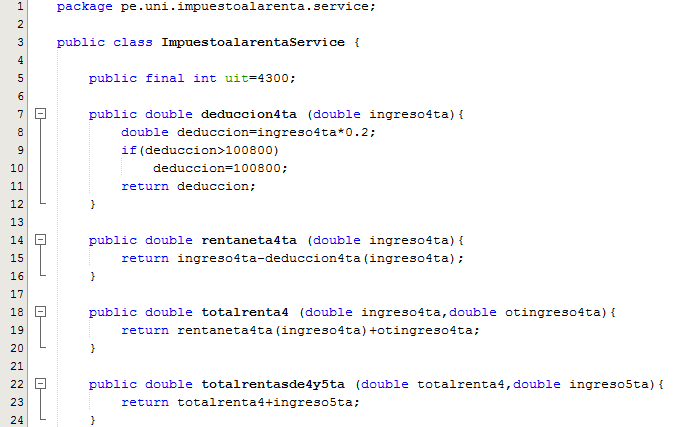 1 package pe.uni.impuestoalarenta.service;
2
3 public class ImpuestoalarentaService {
4
5 public final int uit=4300;
6
7 public double deduccion4ta (double ingreso4ta){
8 double deduccion=ingreso4ta*0.2;
9 if(deduccion>100800)
10 deduccion=100800;
11 return deduccion;
12 }
13
14 public double rentaneta4ta (double ingreso4ta){
15 return ingreso4ta-deduccion4ta(ingreso4ta);
16 }
17
18 public double totalrenta4 (double ingreso4ta,double otingreso4ta){
19 return rentaneta4ta(ingreso4ta)+otingreso4ta;
20 }
21
22 public double totalrentasde4y5ta (double totalrenta4,double ingreso5ta){
23 return totalrenta4+ingreso5ta;
24 }